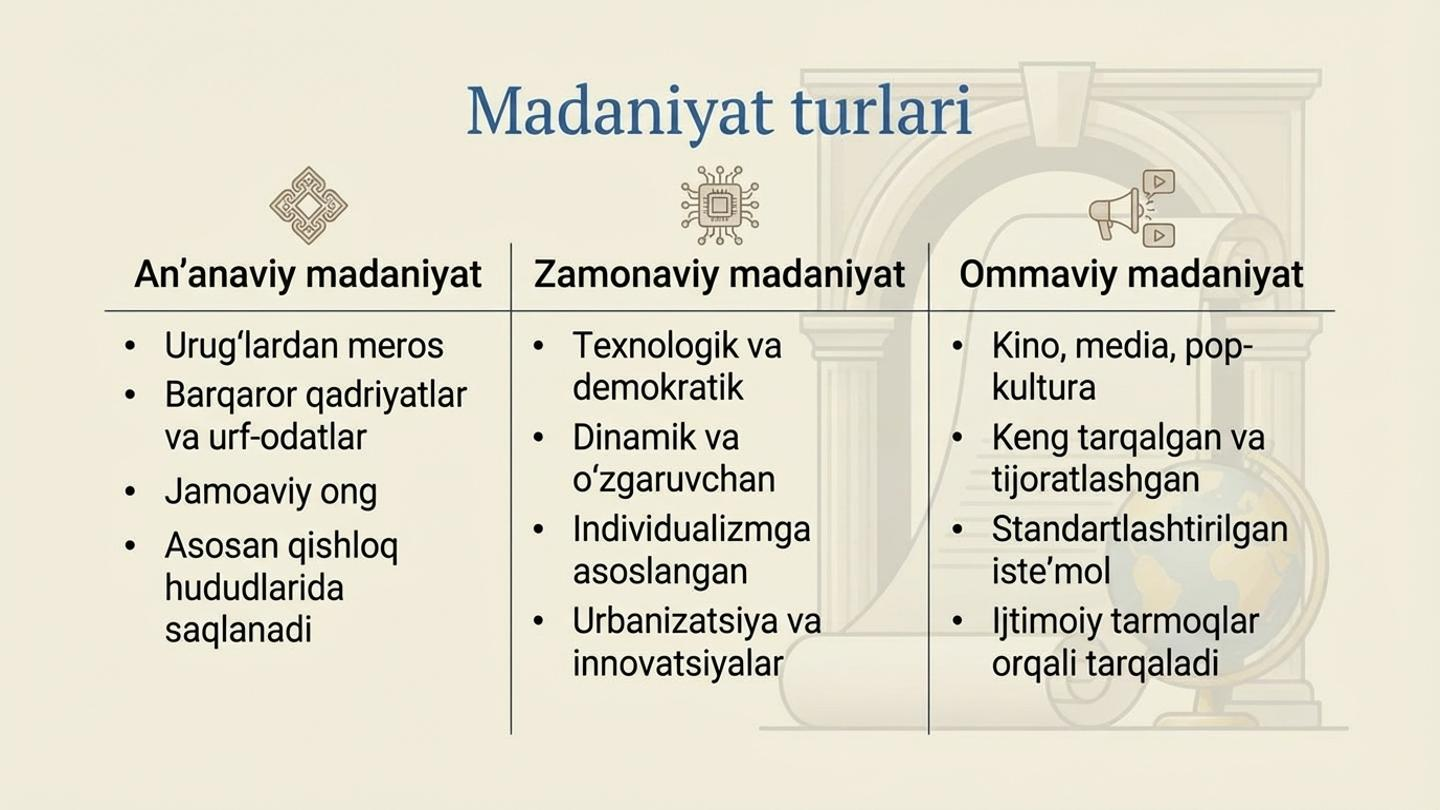 Madaniyat turlari
An’anaviy madaniyat
Urug‘lardan meros
Barqaror qadriyatlar
va urf-odatlar
Jamoaviy ong
Asosan qishloq
hududlarida
saqlanadi
Zamonaviy madaniyat
Texnologik va
demokratik
Dinamik va
o‘zgaruvchan
Individualizmga
asoslangan
Urbanizatsiya va
innovatsiyalar
Ommaviy madaniyat
Kino, media, pop-
kultura
Keng tarqalgan va
tijoratlashgan
Standartlashtirilgan
iste’mol
Ijtimoiy tarmoqlar
orqali tarqaladi